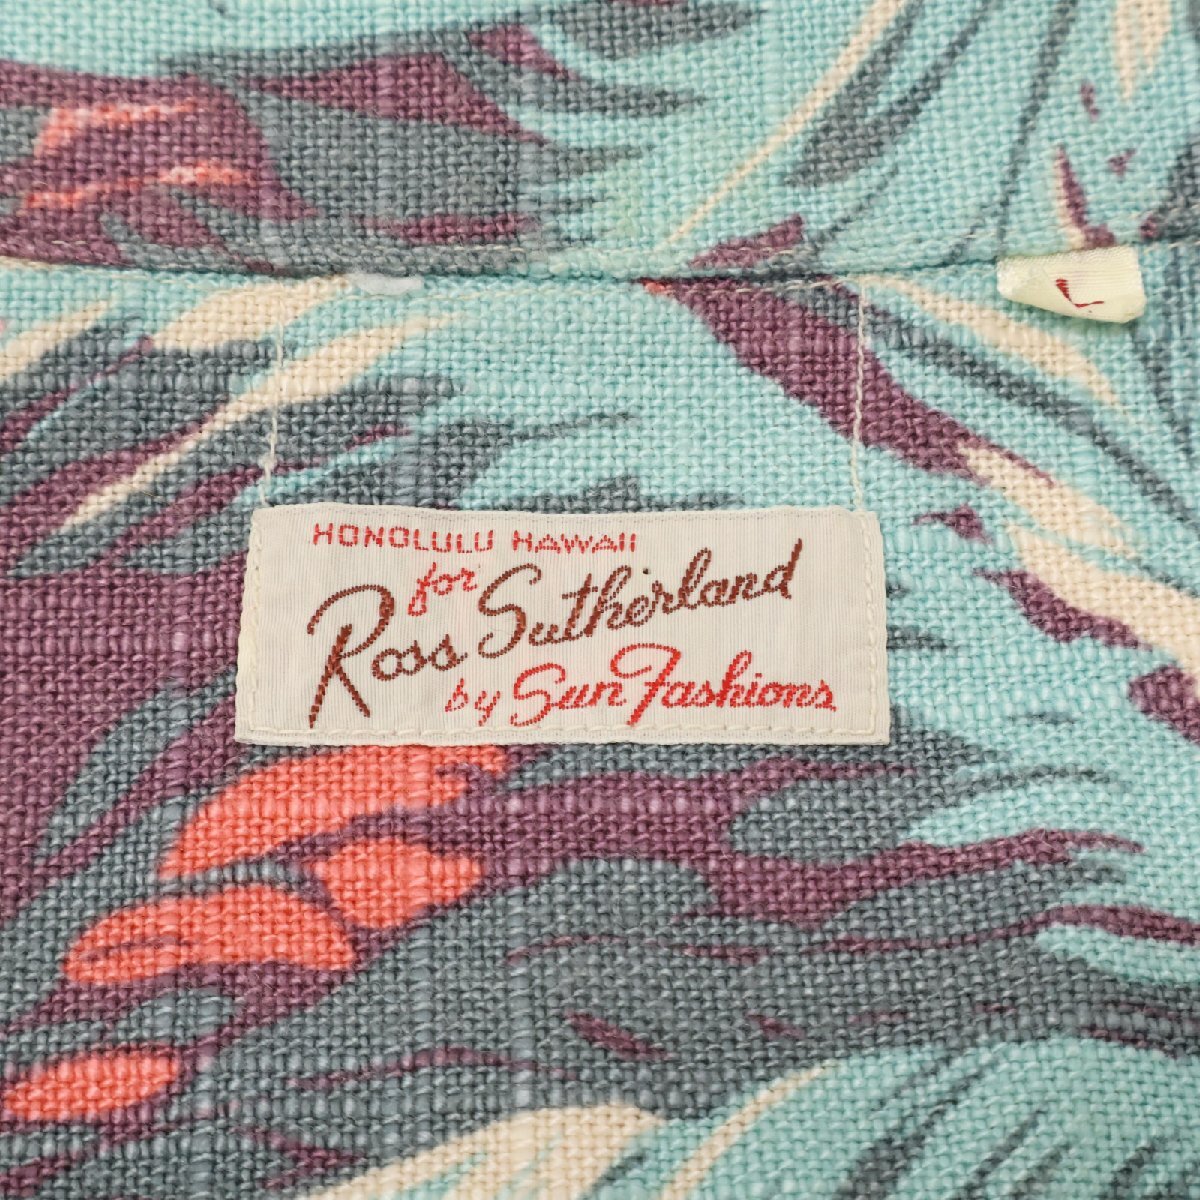 L
HONOLULU HAWAII
for
Ross Sutherland
by Sun Fashions